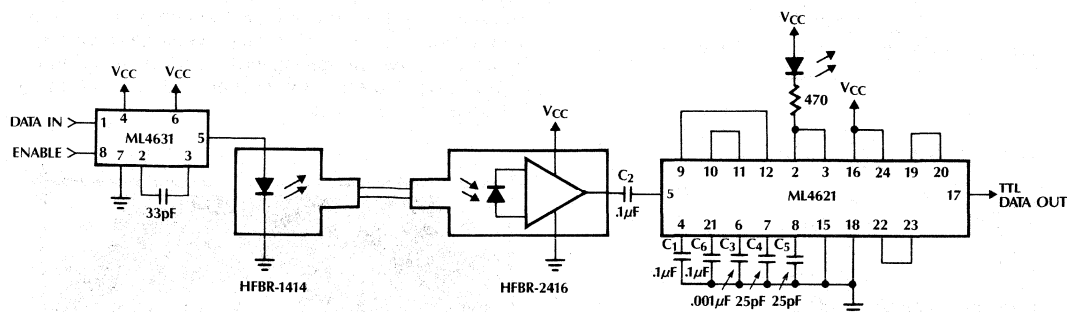 VCC
470
VCC
VCC VCC
VCC
DATA IN
1 4 6
ML4631 5
ENABLE
8 7 2 3
33pF
HFBR-1414
HFBR-2416
C2
.1µF
9 10 11 12 2 3 16 24 19 20
5 ML4621 17
TTL
DATA OUT
4 21 6 7 8 15 18 22 23
C1 C6 C3 C4 C5
.1µF .1µF
.001µF 25pF 25pF